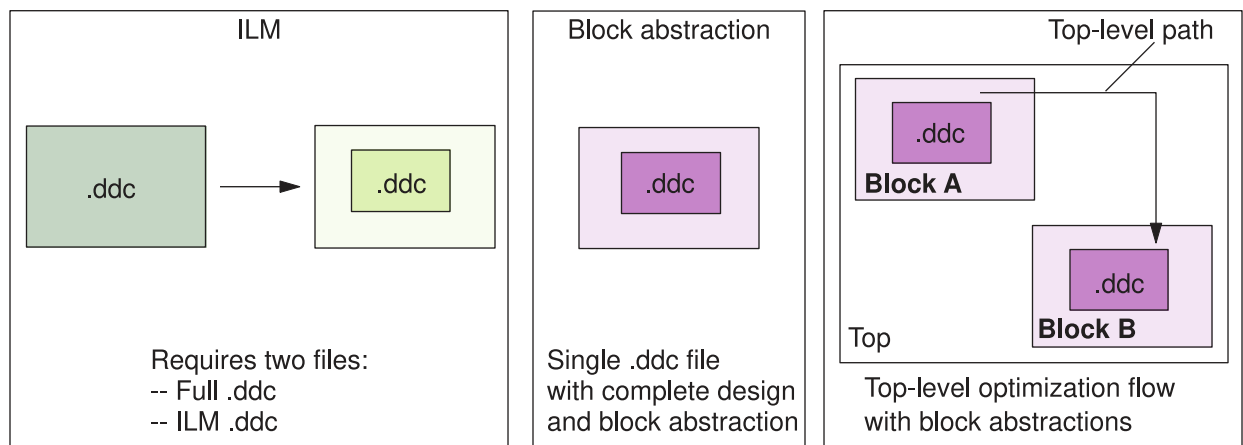 ILM
.ddc
.ddc
Requires two files:
-- Full .ddc
-- ILM .ddc
Block abstraction
.ddc
Single .ddc file
with complete design
and block abstraction
Top-level path
.ddc
Block A
.ddc
Block B
Top
Top-level optimization flow
with block abstractions